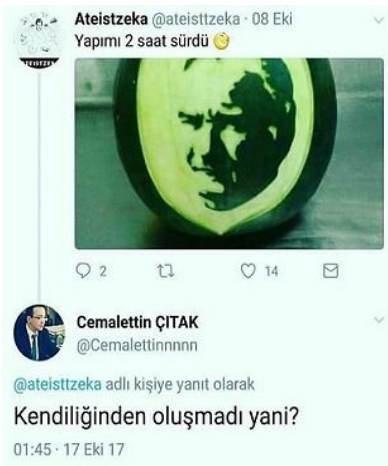 Ateistzeka @ateisttzeka · 08 Eki
Yapımı 2 saat sürdü
2 14
Cemalettin ÇITAK
@Cemalettinnnnn
@ateisttzeka adlı kişiye yanıt olarak
Kendiliğinden oluşmadı yani?
01:45 · 17 Eki 17